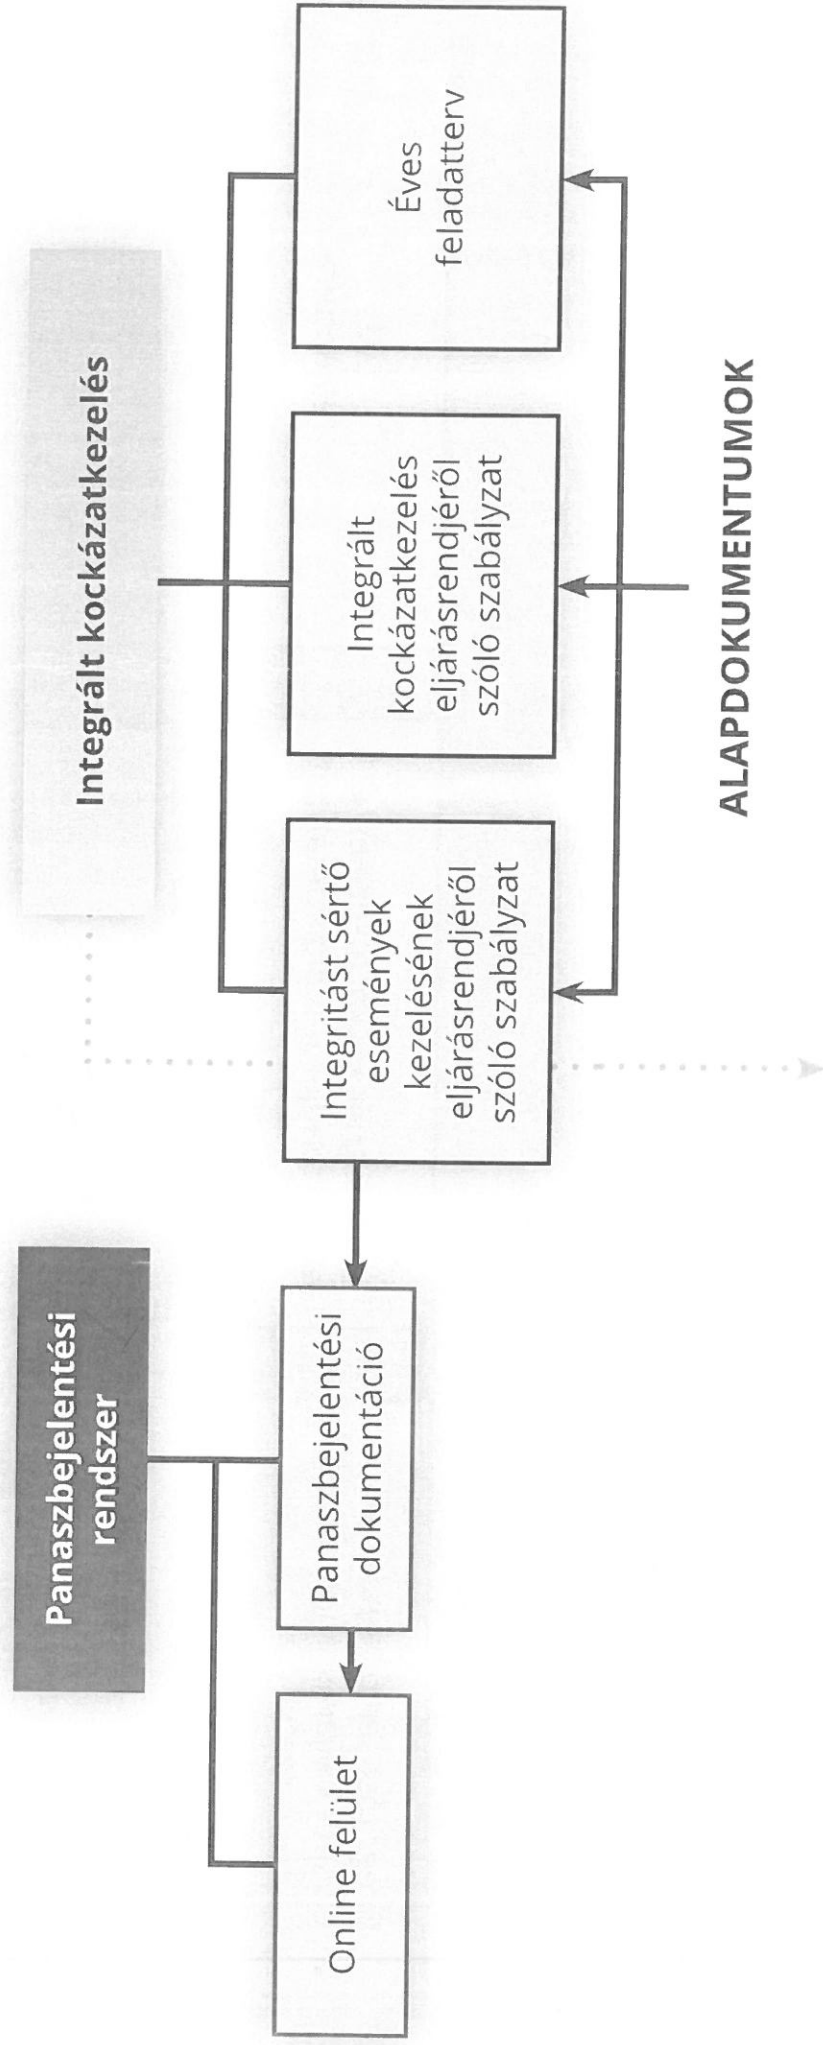 Panaszbejelentési
rendszer
Integrált kockázatkezelés
Online felület
Panaszbejelentési
dokumentáció
Integritást sértő
események
kezelésének
eljárásrendjéről
szóló szabályzat
Integrált
kockázatkezelés
eljárásrendjéről
szóló szabályzat
Éves
feladatterv
ALAPDOKUMENTUMOK